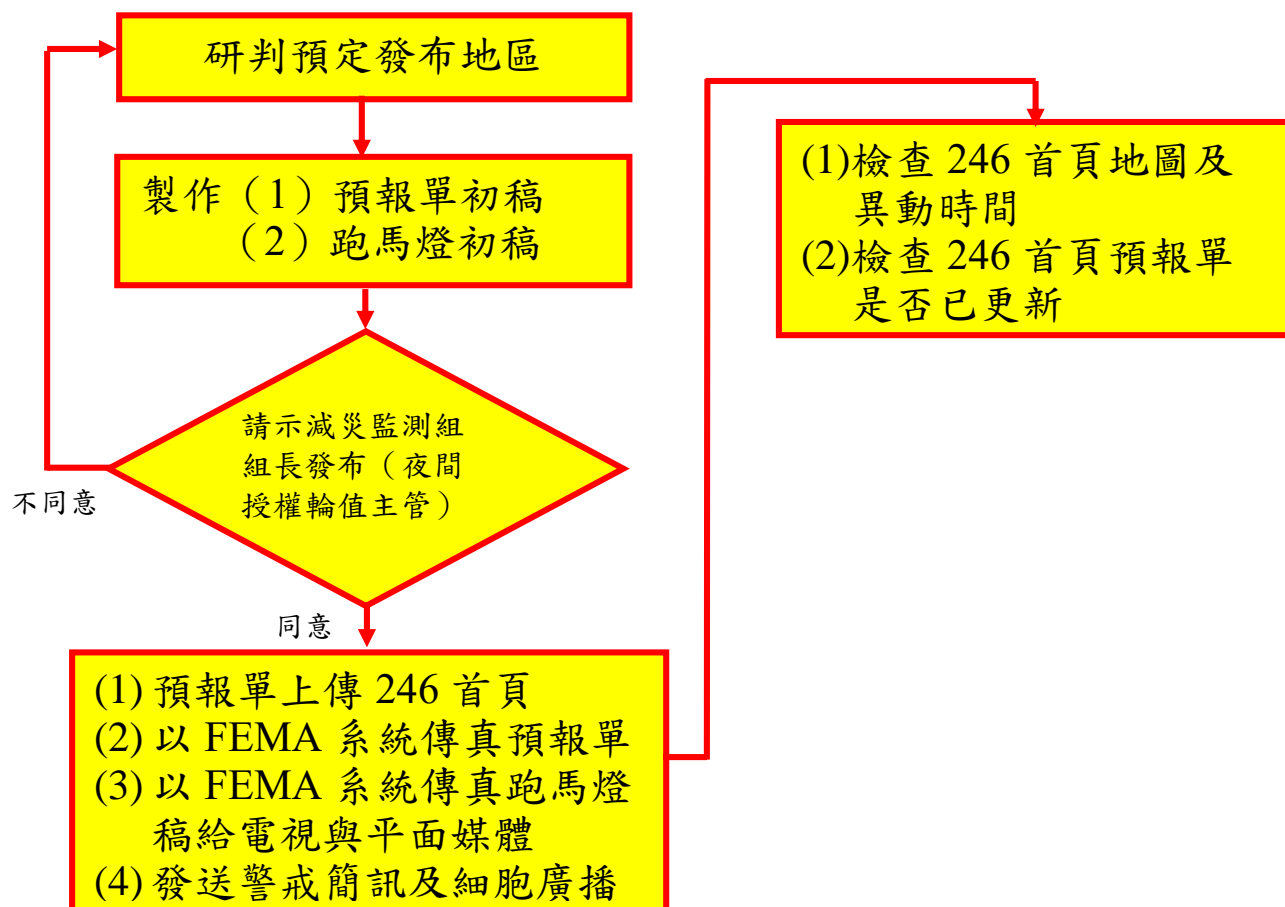 研判預定發布地區
製作（1）預報單初稿
（2）跑馬燈初稿
請示減災監測組
組長發布（夜間
授權輪值主管）
不同意
同意
(1) 預報單上傳 246 首頁
(2) 以 FEMA 系統傳真預報單
(3) 以 FEMA 系統傳真跑馬燈
稿給電視與平面媒體
(4) 發送警戒簡訊及細胞廣播
(1)檢查 246 首頁地圖及
異動時間
(2)檢查 246 首頁預報單
是否已更新